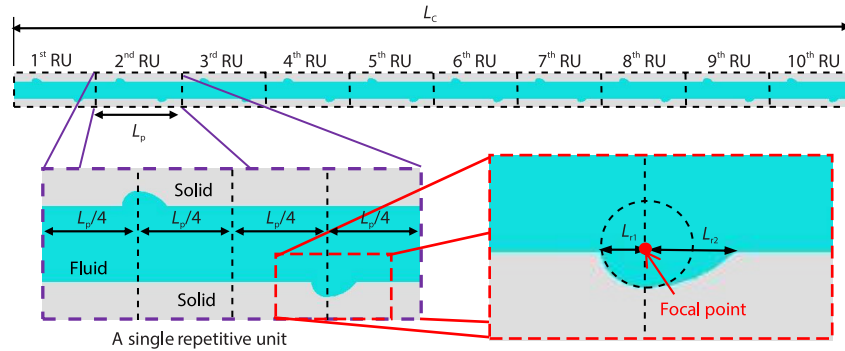 L_c
1st RU 2nd RU 3rd RU 4th RU 5th RU 6th RU 7th RU 8th RU 9th RU 10th RU
L_p
Solid
L_p/4 L_p/4 L_p/4 L_p/4
Fluid
Solid
A single repetitive unit
L_r1 L_r2
Focal point